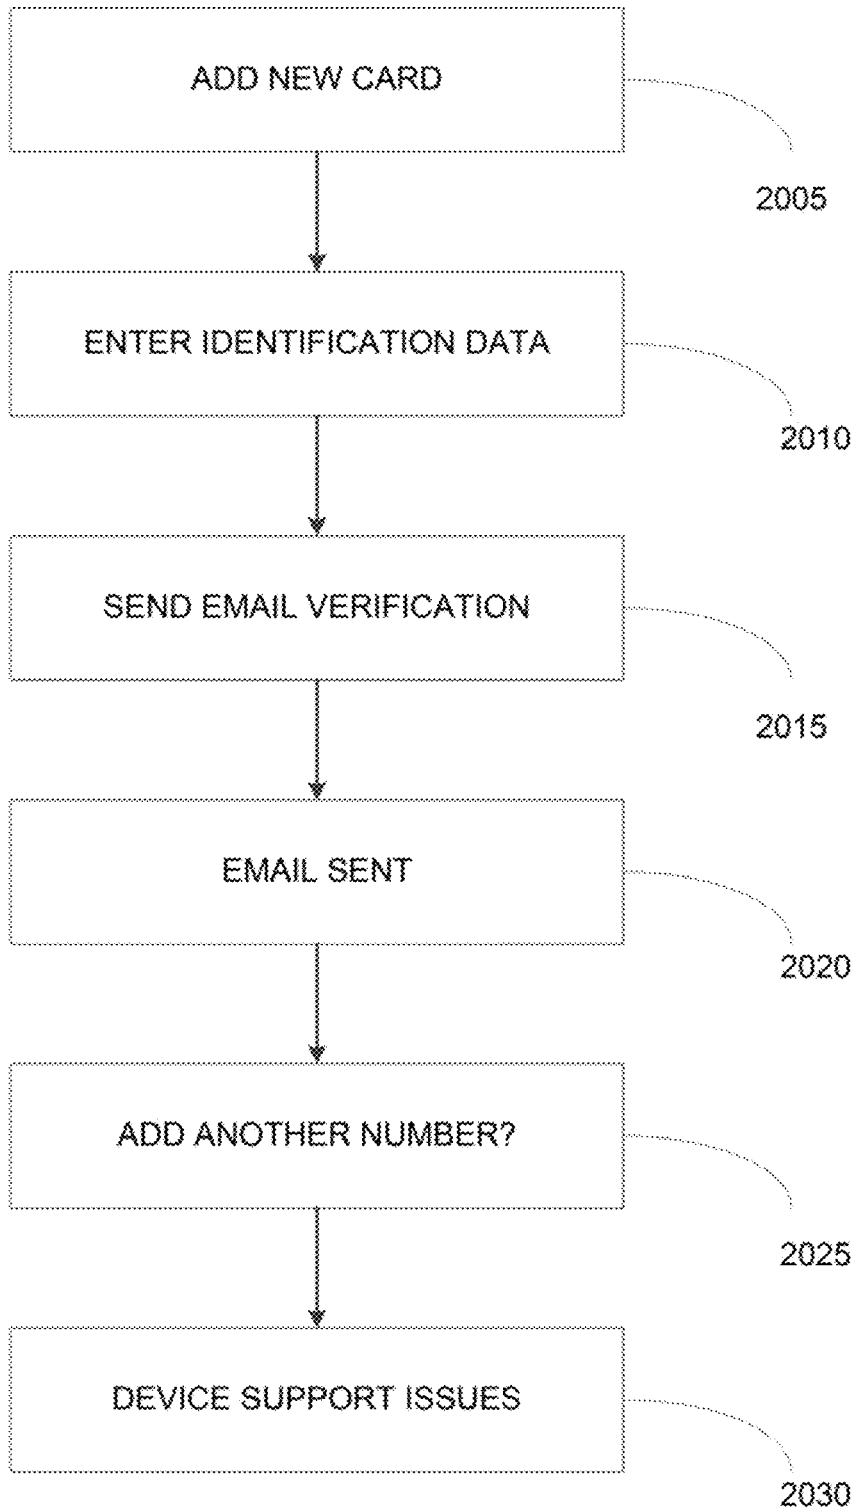 ADD NEW CARD
2005
ENTER IDENTIFICATION DATA
2010
SEND EMAIL VERIFICATION
2015
EMAIL SENT
2020
ADD ANOTHER NUMBER?
2025
DEVICE SUPPORT ISSUES
2030